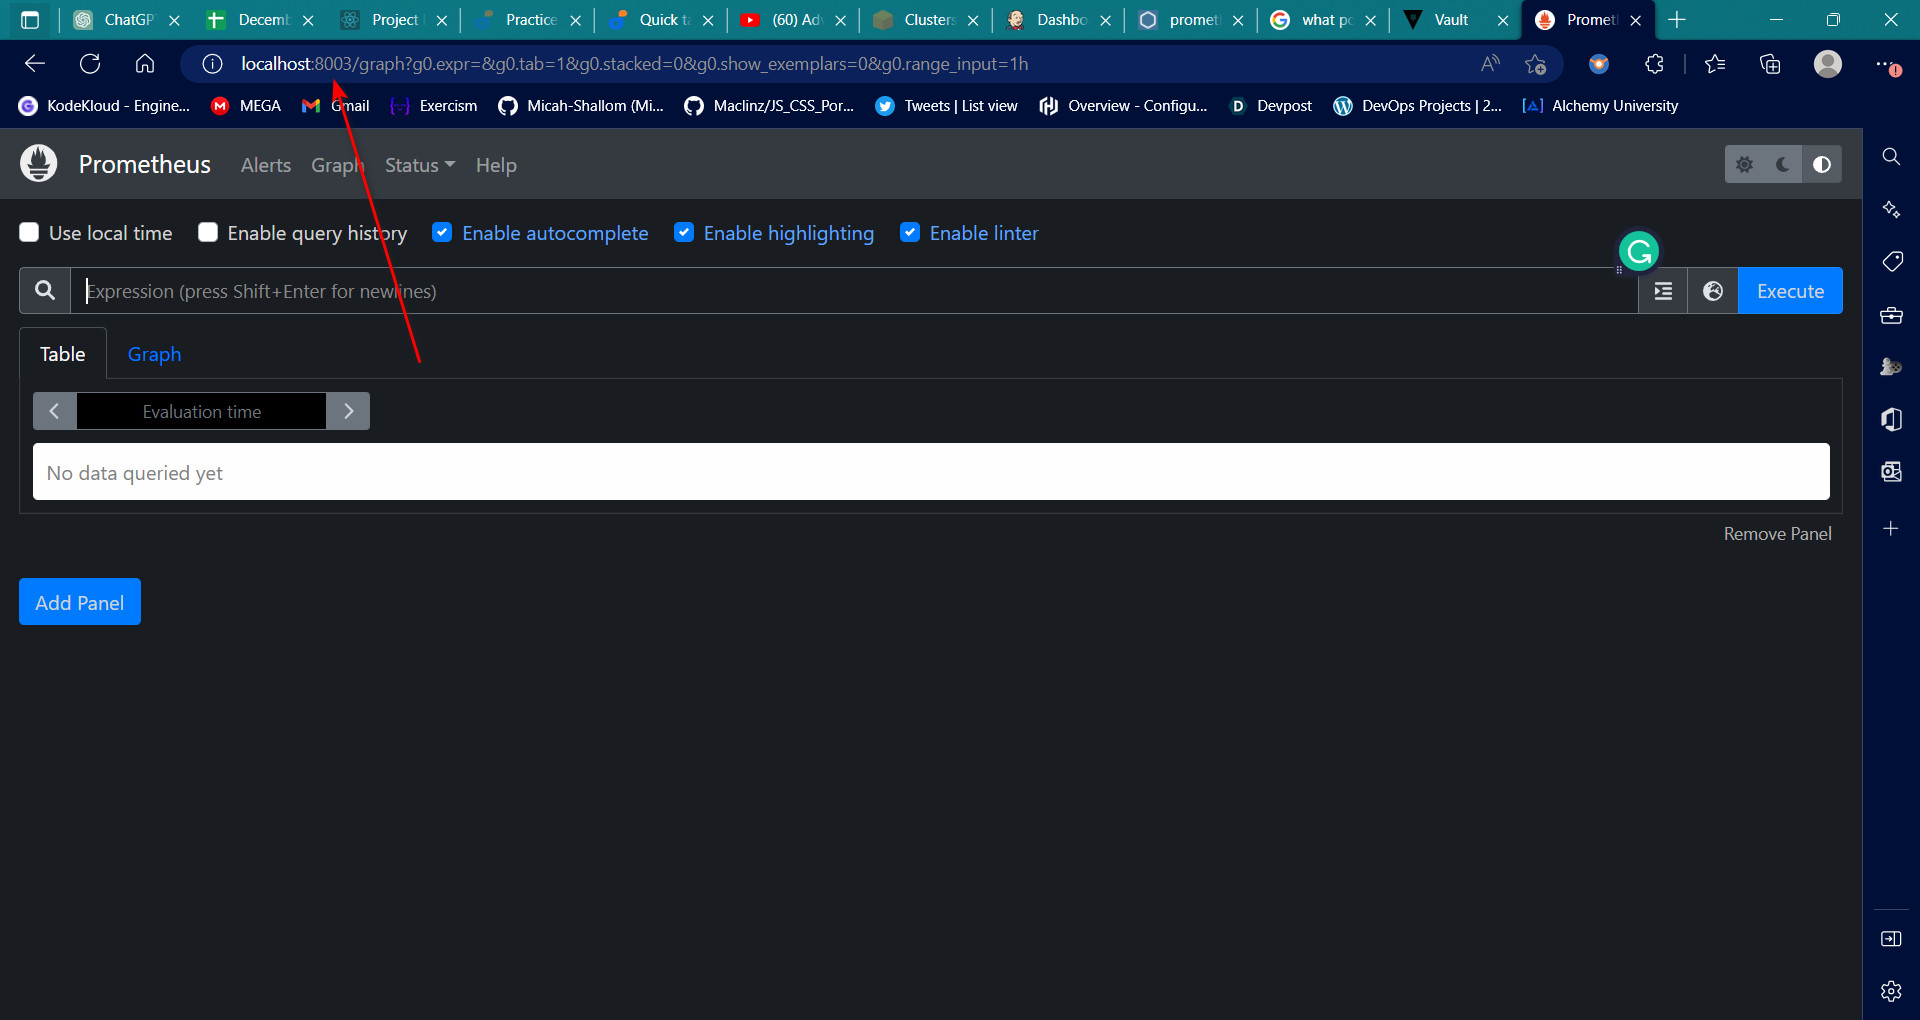 ChatGP Decemb Project Practice Quick ta (60) Ad Clusters Dashbo promet what po Vault Promet
localhost:8003/graph?g0.expr=&g0.tab=1&g0.stacked=0&g0.show_exemplars=0&g0.range_input=1h
KodeKloud - Engine... MEGA Gmail Exercism Micah-Shallom (Mi... Maclinz/JS_CSS_Por... Tweets | List view Overview - Configu... Devpost DevOps Projects | 2... Alchemy University
Prometheus Alerts Graph Status Help
Use local time Enable query history Enable autocomplete Enable highlighting Enable linter
Expression (press Shift+Enter for newlines) Execute
Table Graph
Evaluation time
No data queried yet
Remove Panel
Add Panel